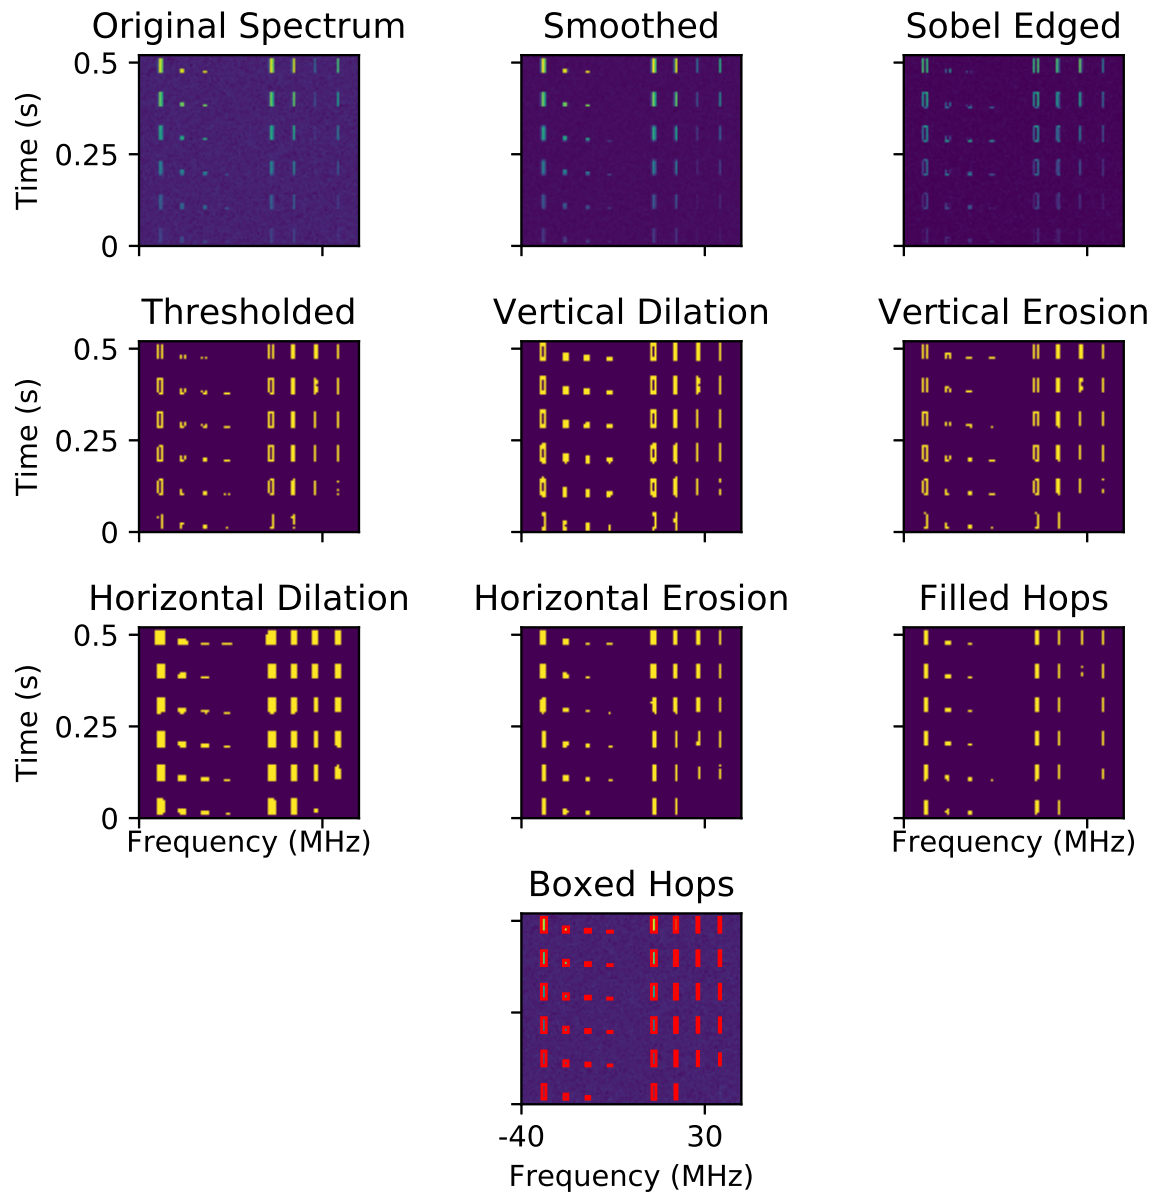 Original Spectrum
Smoothed
Sobel Edged
0.5
0.25
0
Time (s)
Thresholded
Vertical Dilation
Vertical Erosion
0.5
0.25
0
Time (s)
Horizontal Dilation
Horizontal Erosion
Filled Hops
0.5
0.25
0
Time (s)
Frequency (MHz)
Frequency (MHz)
Boxed Hops
-40
30
Frequency (MHz)